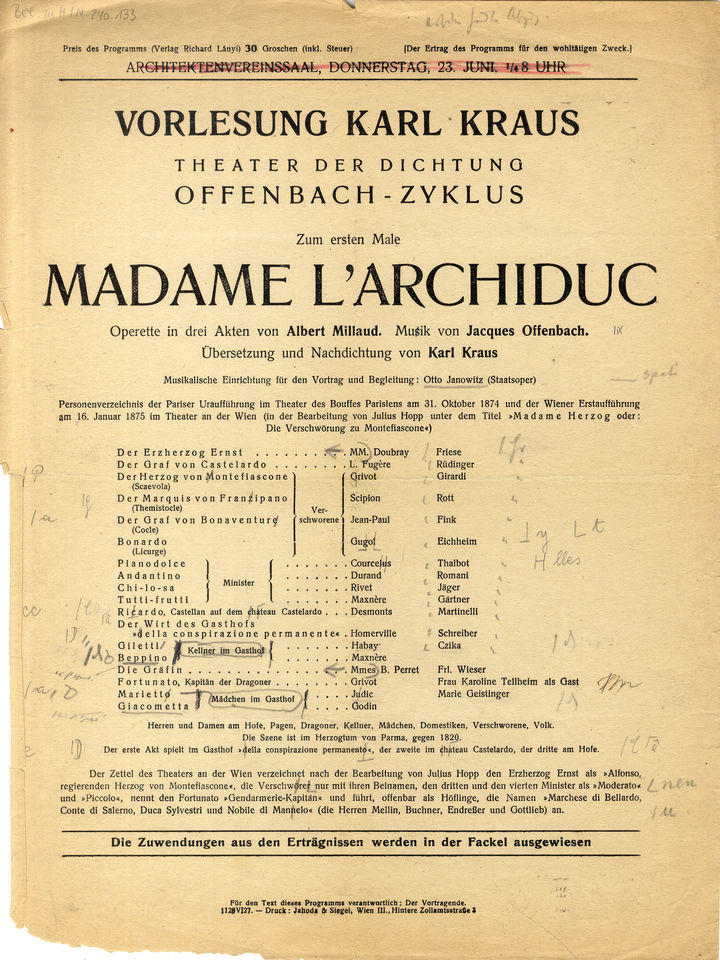 Preis des Programms (Verlag Richard Lányi) 30 Groschen (inkl. Steuer) [Der Ertrag des Programms für den wohltätigen Zweck.]
ARCHITEKTENVEREINSSAAL, DONNERSTAG, 23. JUNI, ¼8 UHR
VORLESUNG KARL KRAUS
THEATER DER DICHTUNG
OFFENBACH-ZYKLUS
Zum ersten Male
MADAME L'ARCHIDUC
Operette in drei Akten von Albert Millaud. Musik von Jacques Offenbach.
Übersetzung und Nachdichtung von Karl Kraus
Musikalische Einrichtung für den Vortrag und Begleitung: Otto Janowitz (Staatsoper)
Personenverzeichnis der Pariser Uraufführung im Theater des Bouffes Parisiens am 31. Oktober 1874 und der Wiener Erstaufführung
am 16. Januar 1875 im Theater an der Wien (in der Bearbeitung von Julius Hopp unter dem Titel »Madame Herzog oder:
Die Verschwörung zu Montefiascone«)
Der Erzherzog Ernst . . . . . . . . MM. Doubray Friese
Der Graf von Castelardo . . . . . . . L. Fugère Rüdinger
Der Herzog von Montefiascone Grivot Girardi
(Scaevola)
Der Marquis von Franzipano Scipion Rott
(Themistocle)
Der Graf von Bonaventure Verschworene Jean-Paul Fink
(Cocle)
Bonardo Gugol Eichheim
(Licurge)
Pianodolce . . . . . . Courcelus Thalbot
Andantino . . . . . . Durand Romani
Chi-lo-sa Minister . . . . . . Rivet Jäger
Tutti-frutti . . . . . . Maxnère Gärtner
Ricardo, Castellan auf dem chateau Castelardo . . . Desmonts Martinelli
Der Wirt des Gasthofs
»della conspirazione permanente« . . Homerville Schreiber
Giletti Kellner im Gasthof Habay Czika
Beppino Maxnère
Die Gräfin . . . . . . . . Mmes B. Perret Frl. Wieser
Fortunato, Kapitän der Dragoner . . . . . . Grivot Frau Karoline Tellheim als Gast
Marietto Mädchen im Gasthof Judic Marie Geistinger
Giacometta Godin
Herren und Damen am Hofe, Pagen, Dragoner, Kellner, Mädchen, Domestiken, Verschworene, Volk.
Die Szene ist im Herzogtum von Parma, gegen 1820.
Der erste Akt spielt im Gasthof »della conspirazione permanento«, der zweite im chateau Castelardo, der dritte am Hofe.
Der Zettel des Theaters an der Wien verzeichnet nach der Bearbeitung von Julius Hopp den Erzherzog Ernst als »Alfonso,
regierenden Herzog von Montefiascone«, die Verschworer nur mit ihren Beinamen, den dritten und den vierten Minister als »Moderato«
und »Piccolo«, nennt den Fortunato »Gendarmerie-Kapitän« und führt, offenbar als Höflinge, die Namen »Marchese di Bellardo,
Conte di Salerno, Duca Sylvestri und Nobile di Mannelo« (die Herren Mellin, Buchner, Endreßer und Gottlieb) an.
Die Zuwendungen aus den Erträgnissen werden in der Fackel ausgewiesen
Für den Text dieses Programms verantwortlich: Der Vortragende.
— Druck: Jahoda & Siegel, Wien III., Hintere Zollamtsstraße 3